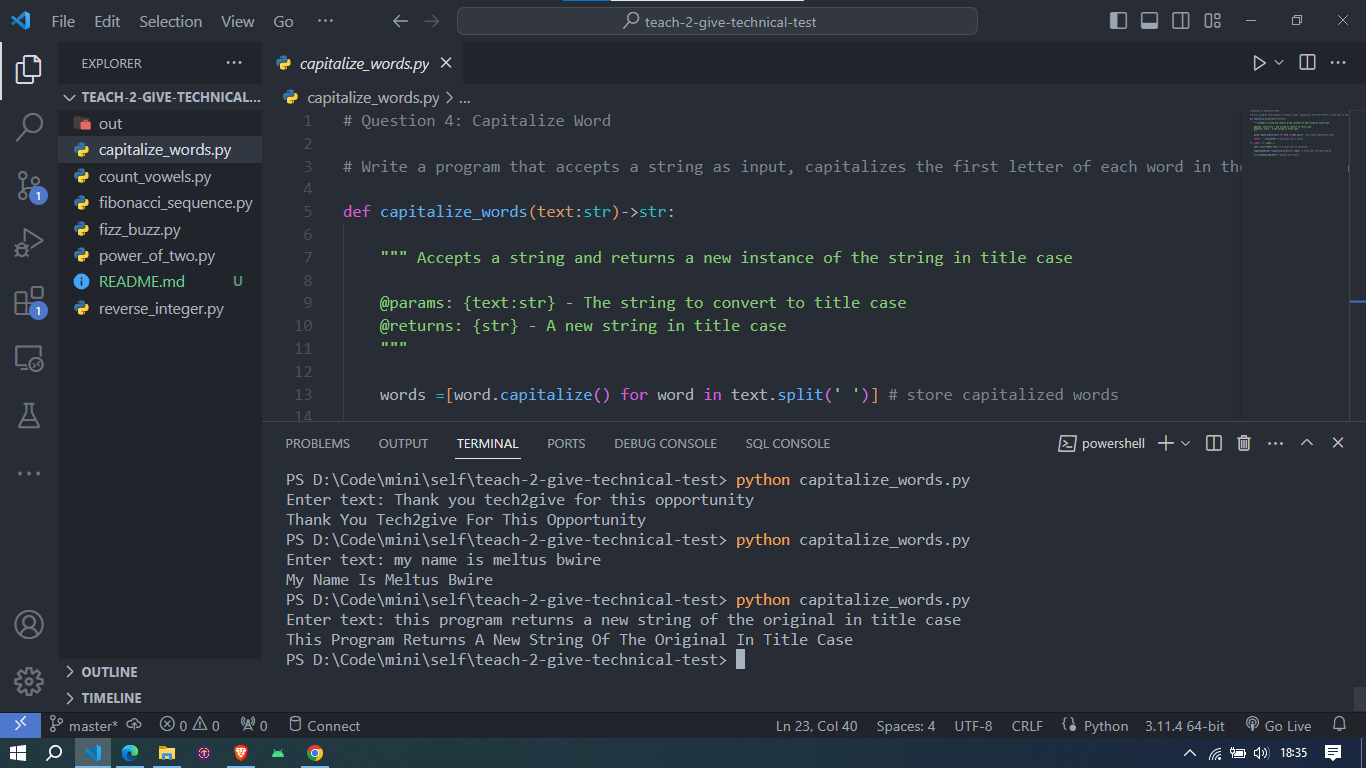 File Edit Selection View Go ··· teach-2-give-technical-test
EXPLORER ···
TEACH-2-GIVE-TECHNICAL...
out
capitalize_words.py
count_vowels.py
fibonacci_sequence.py
fizz_buzz.py
power_of_two.py
README.md U
reverse_integer.py
OUTLINE
TIMELINE
1
1
capitalize_words.py
capitalize_words.py > ...
1 # Question 4: Capitalize Word
2
3 # Write a program that accepts a string as input, capitalizes the first letter of each word in the
4
5 def capitalize_words(text:str)->str:
6
7 """ Accepts a string and returns a new instance of the string in title case
8
9 @params: {text:str} - The string to convert to title case
10 @returns: {str} - A new string in title case
11 """
12
13 words =[word.capitalize() for word in text.split(' ')] # store capitalized words
14
PROBLEMS OUTPUT TERMINAL PORTS DEBUG CONSOLE SQL CONSOLE powershell
PS D:\Code\mini\self\teach-2-give-technical-test> python capitalize_words.py
Enter text: Thank you tech2give for this opportunity
Thank You Tech2give For This Opportunity
PS D:\Code\mini\self\teach-2-give-technical-test> python capitalize_words.py
Enter text: my name is meltus bwire
My Name Is Meltus Bwire
PS D:\Code\mini\self\teach-2-give-technical-test> python capitalize_words.py
Enter text: this program returns a new string of the original in title case
This Program Returns A New String Of The Original In Title Case
PS D:\Code\mini\self\teach-2-give-technical-test>
master* 0 0 0 Connect Ln 23, Col 40 Spaces: 4 UTF-8 CRLF Python 3.11.4 64-bit Go Live
18:35